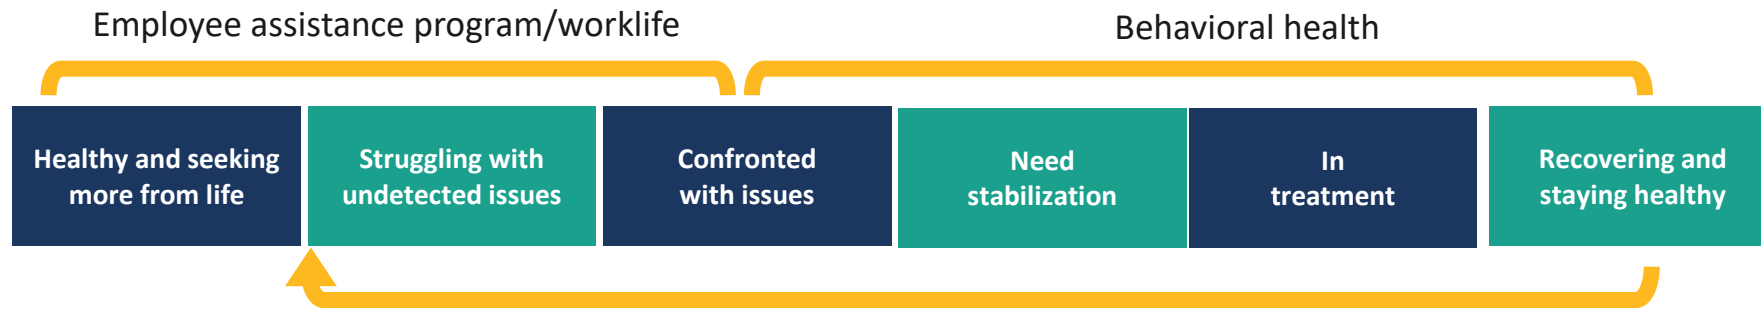 Employee assistance program/worklife
Behavioral health
Healthy and seeking
more from life
Struggling with
undetected issues
Confronted
with issues
Need
stabilization
In
treatment
Recovering and
staying healthy